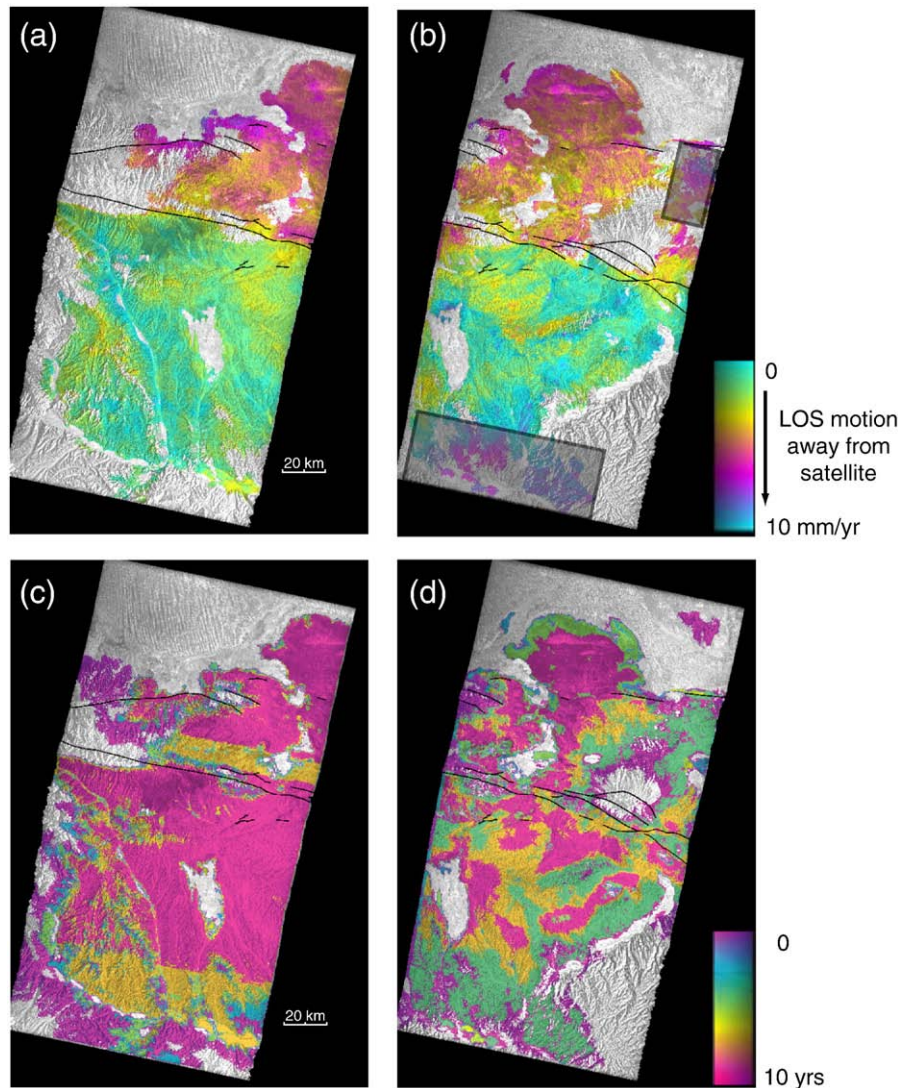 (a)
(b)
20 km
0
LOS motion
away from
satellite
10 mm/yr
(c)
(d)
20 km
0
10 yrs